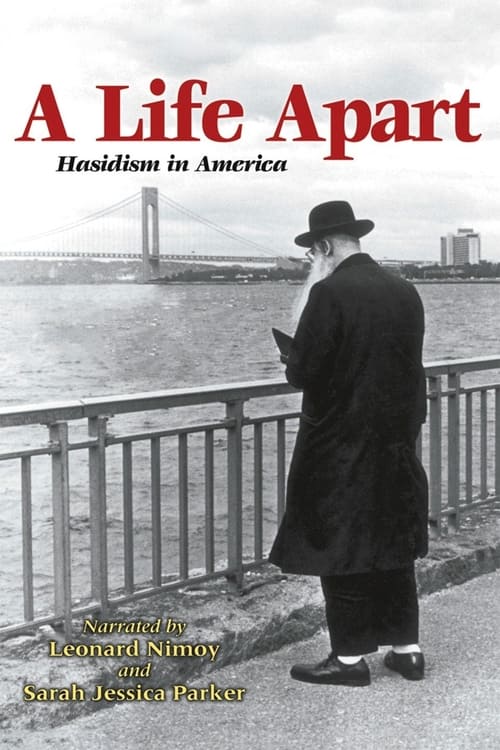 A Life Apart
Hasidism in America
Narrated by
Leonard Nimoy
and
Sarah Jessica Parker